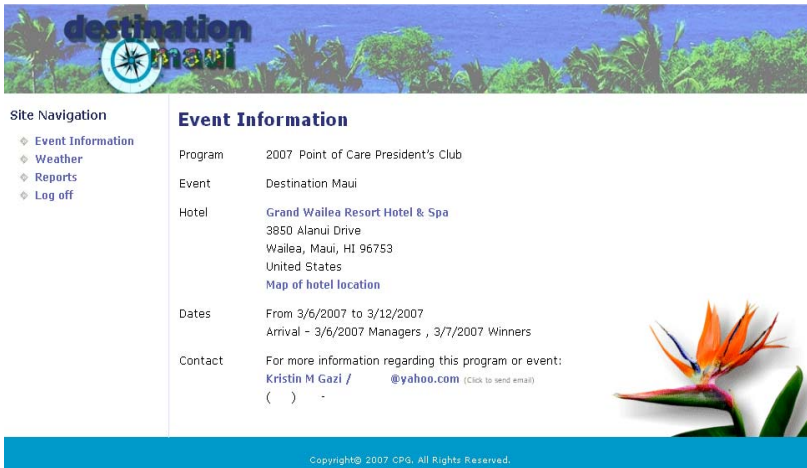 destination
maui
Site Navigation
Event Information
Weather
Reports
Log off
Event Information
Program 2007 Point of Care President's Club
Event Destination Maui
Hotel Grand Wailea Resort Hotel & Spa
3850 Alanui Drive
Wailea, Maui, HI 96753
United States
Map of hotel location
Dates From 3/6/2007 to 3/12/2007
Arrival - 3/6/2007 Managers , 3/7/2007 Winners
Contact For more information regarding this program or event:
Kristin M Gazi / @yahoo.com (Click to send email)
( ) -
Copyright© 2007 CPG. All Rights Reserved.